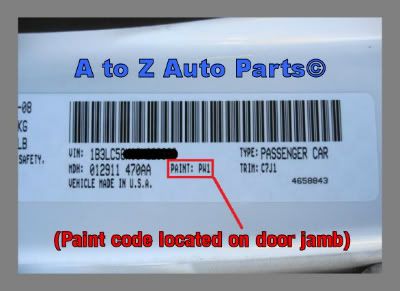 A to Z Auto Parts©
-08
KG
LB
SAFETY.
VIN: 1B3LC56
TYPE: PASSENGER CAR
MDH: 012911 470AA PAINT: PW1 TRIM: C7J1
VEHICLE MADE IN U.S.A.
4658843
(Paint code located on door jamb)